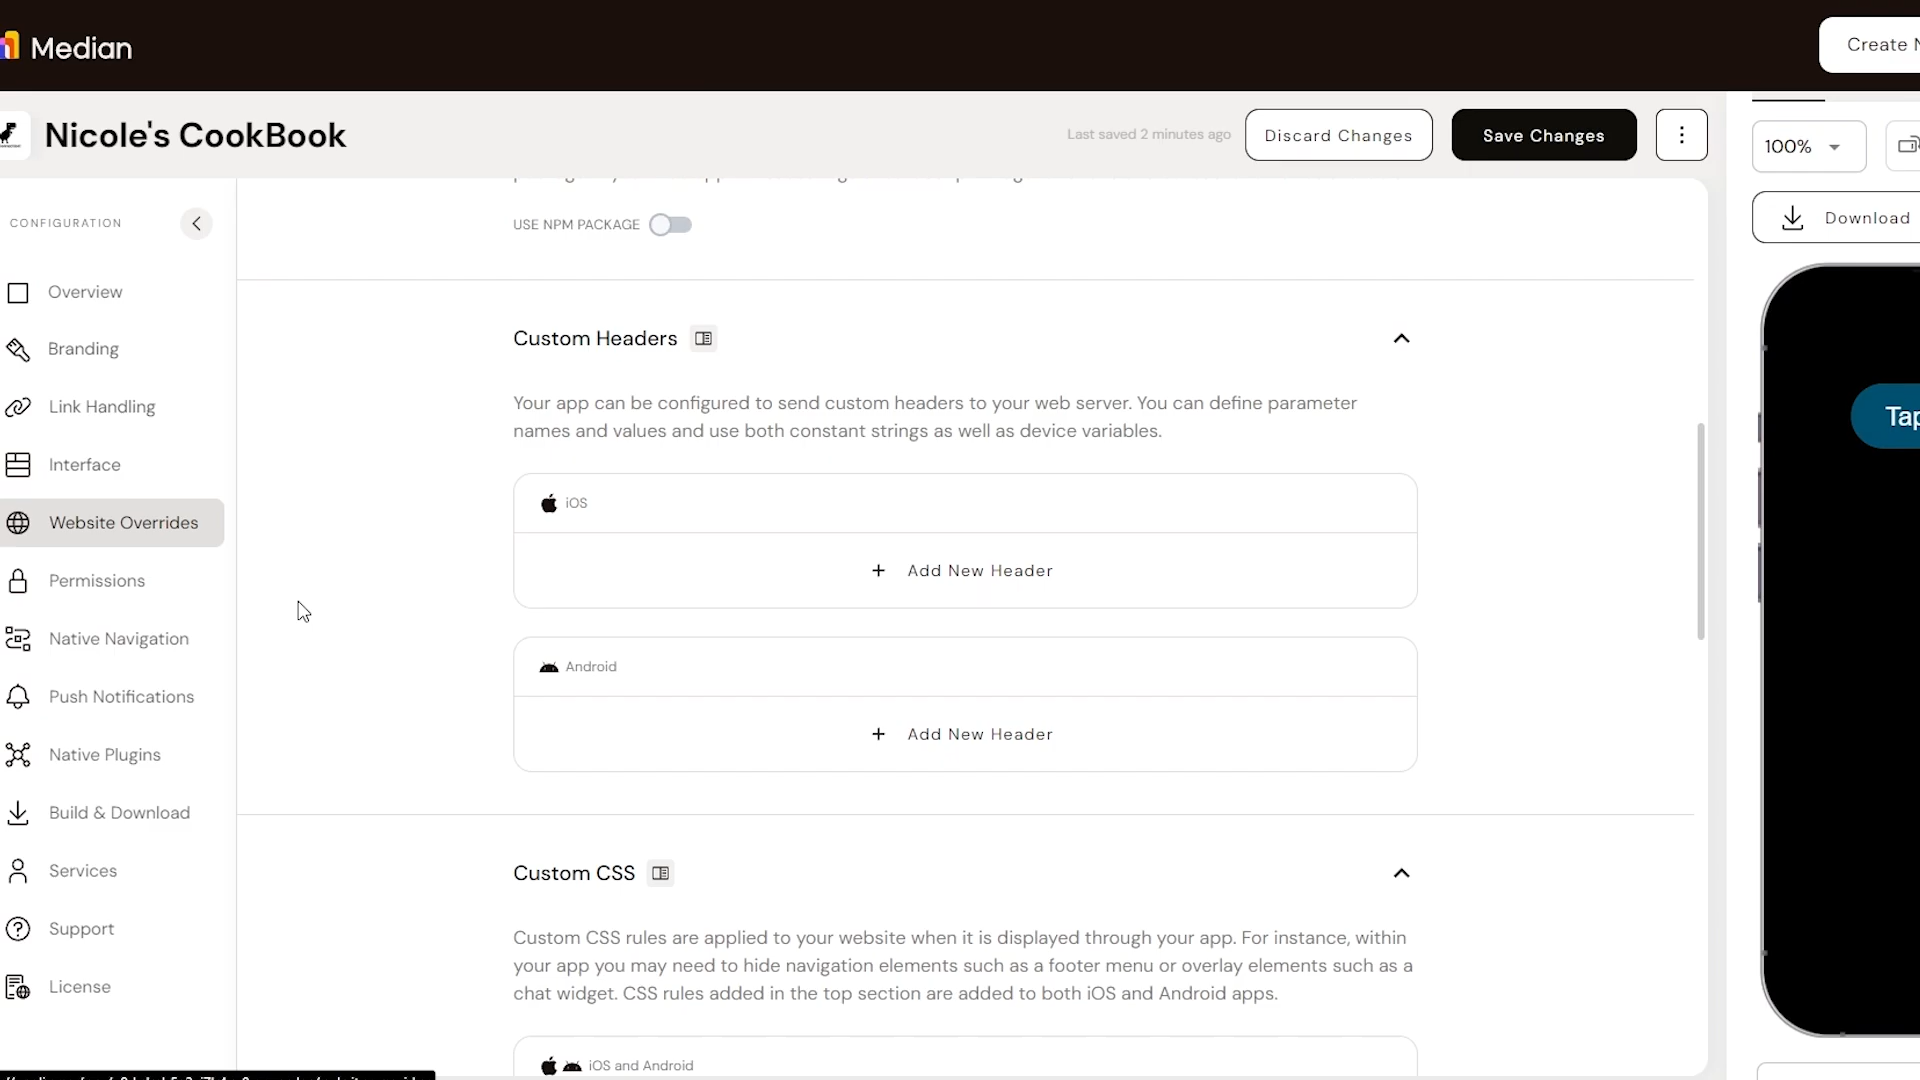 Median
Create
Nicole's CookBook
Last saved 2 minutes ago
Discard Changes
Save Changes
100%
CONFIGURATION
USE NPM PACKAGE
Download
Overview
Branding
Link Handling
Interface
Website Overrides
Permissions
Native Navigation
Push Notifications
Native Plugins
Build & Download
Services
Support
License
Custom Headers
Your app can be configured to send custom headers to your web server. You can define parameter
names and values and use both constant strings as well as device variables.
iOS
+ Add New Header
Android
+ Add New Header
Custom CSS
Custom CSS rules are applied to your website when it is displayed through your app. For instance, within
your app you may need to hide navigation elements such as a footer menu or overlay elements such as a
chat widget. CSS rules added in the top section are added to both iOS and Android apps.
iOS and Android
Tap